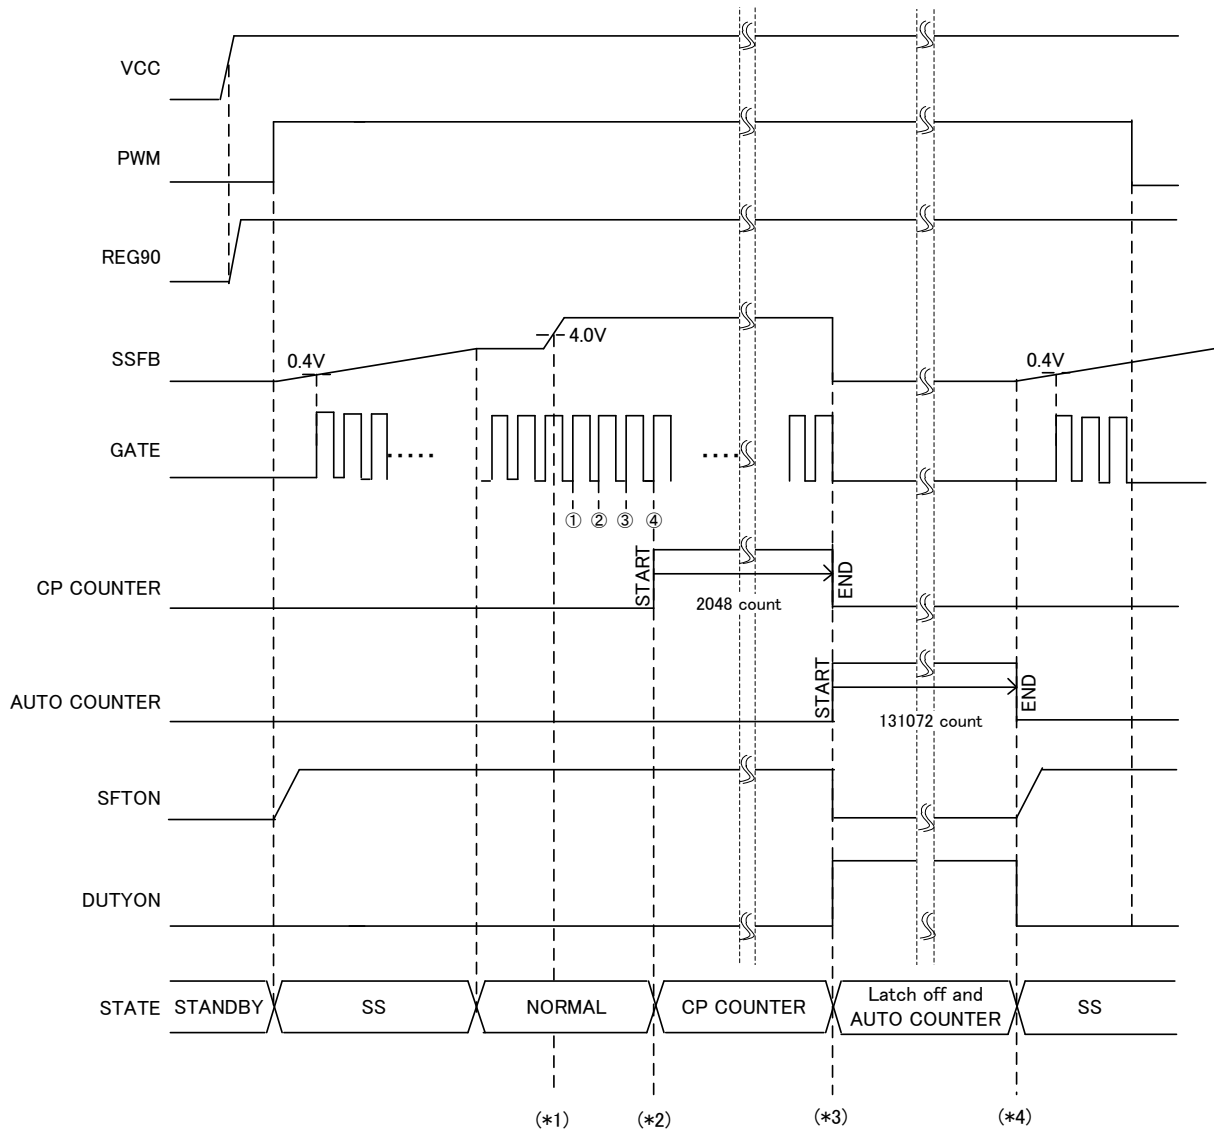 VCC
PWM
REG90
SSFB
0.4V
4.0V
0.4V
GATE
① ② ③ ④
CP COUNTER
START
2048 count
END
AUTO COUNTER
START
131072 count
END
SFTON
DUTYON
STATE
STANDBY
SS
NORMAL
CP COUNTER
Latch off and
AUTO COUNTER
SS
(*1)
(*2)
(*3)
(*4)